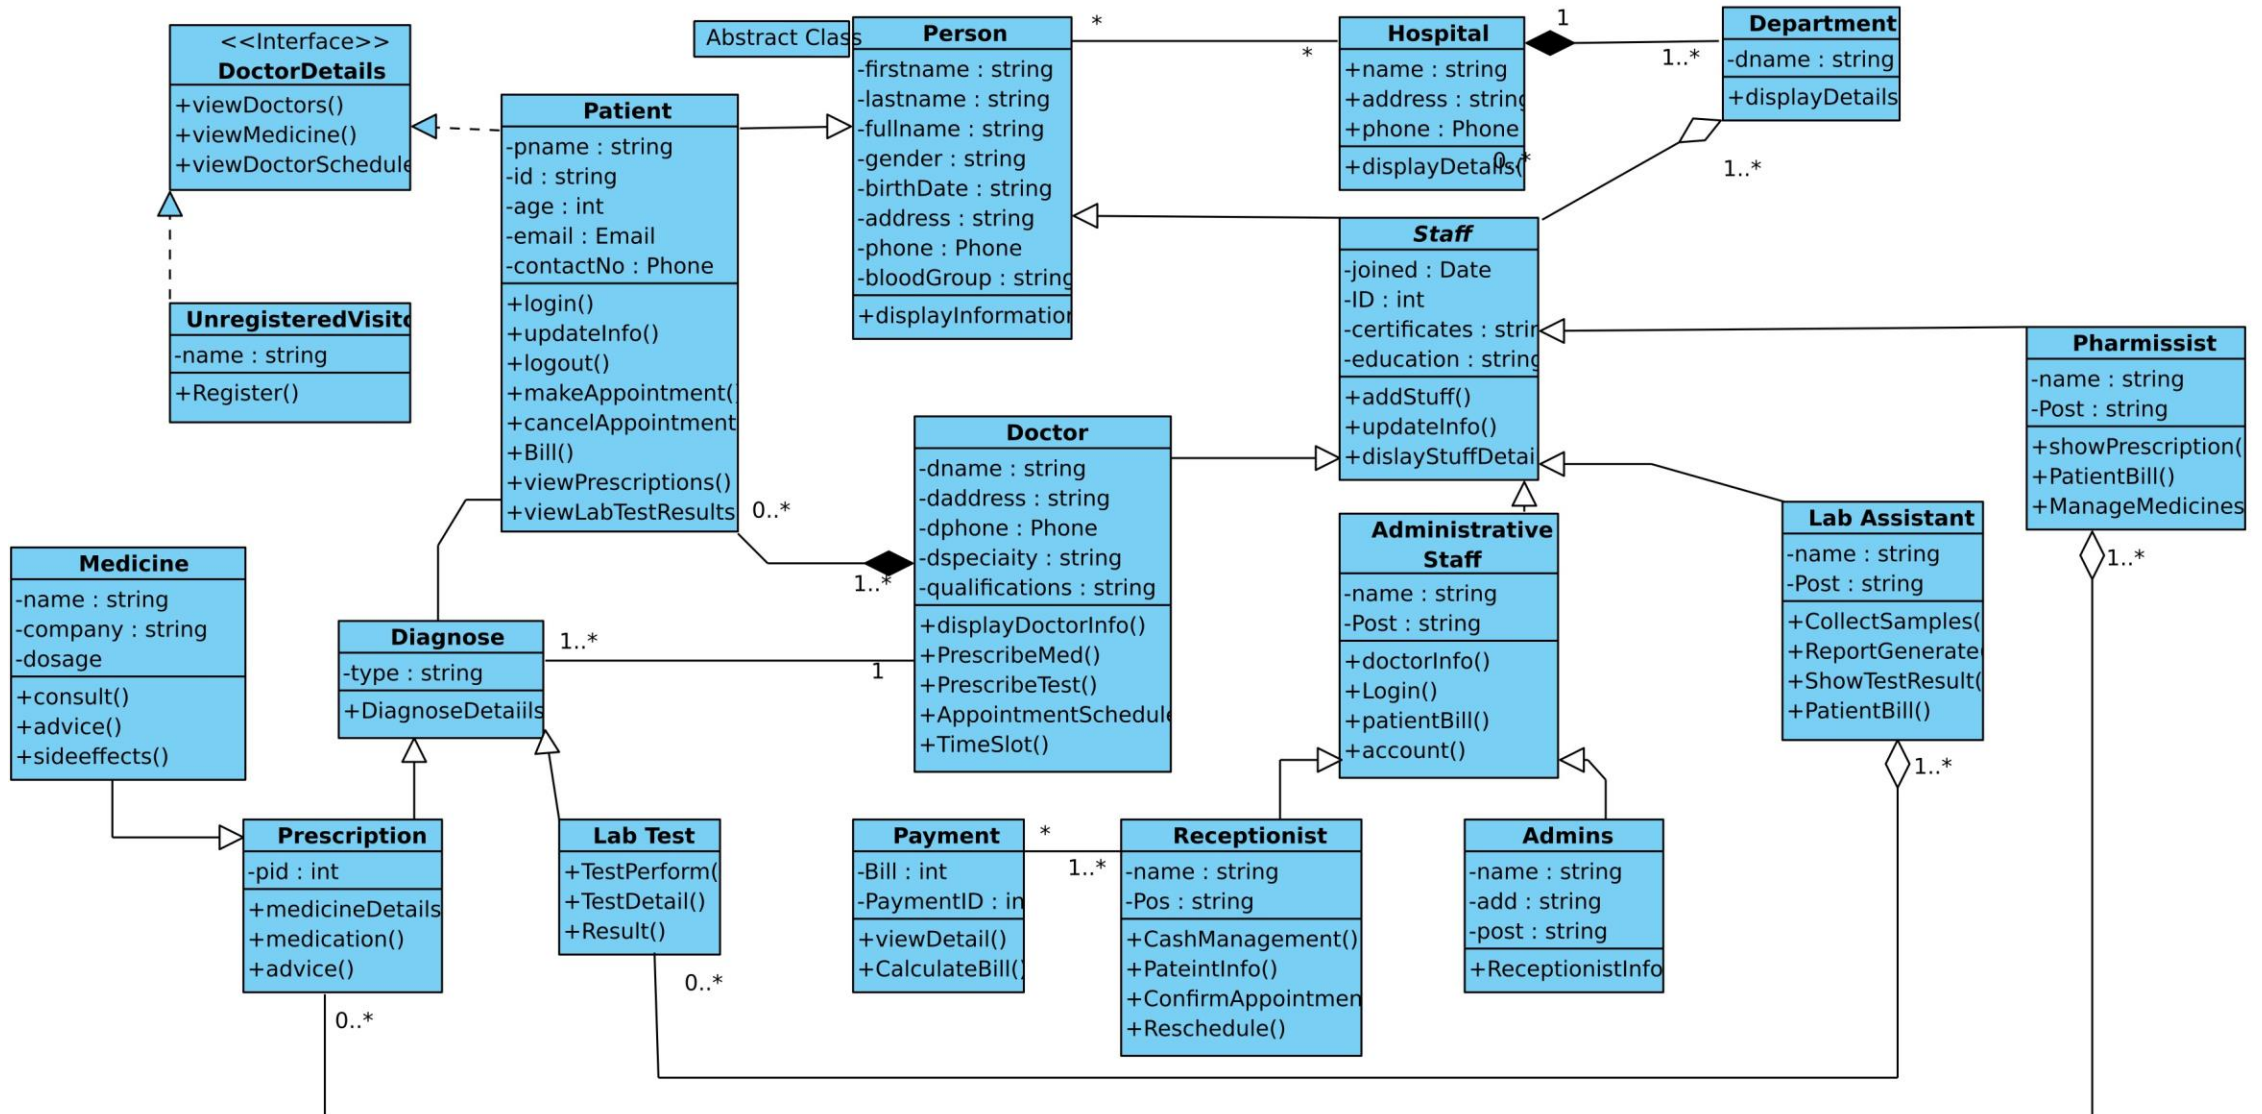 <<Interface>>
DoctorDetails
+viewDoctors()
+viewMedicine()
+viewDoctorSchedule
UnregisteredVisito
-name : string
+Register()
Patient
-pname : string
-id : string
-age : int
-email : Email
-contactNo : Phone
+login()
+updateInfo()
+logout()
+makeAppointment()
+cancelAppointment
+Bill()
+viewPrescriptions()
+viewLabTestResults
Abstract Class
Person
-firstname : string
-lastname : string
-fullname : string
-gender : string
-birthDate : string
-address : string
-phone : Phone
-bloodGroup : string
+displayInformation
*
*
Hospital
+name : string
+address : string
+phone : Phone
+displayDetails(
0..*
1
1..*
Department
-dname : string
+displayDetails
1..*
Staff
-joined : Date
-ID : int
-certificates : strin
-education : string
+addStuff()
+updateInfo()
+dislayStuffDetai
Pharmissist
-name : string
-Post : string
+showPrescription(
+PatientBill()
+ManageMedicines
1..*
Doctor
-dname : string
-daddress : string
-dphone : Phone
-dspeciaity : string
-qualifications : string
+displayDoctorInfo()
+PrescribeMed()
+PrescribeTest()
+AppointmentSchedule
+TimeSlot()
0..*
1..*
1..*
1
Administrative
Staff
-name : string
-Post : string
+doctorInfo()
+Login()
+patientBill()
+account()
Lab Assistant
-name : string
-Post : string
+CollectSamples(
+ReportGenerate(
+ShowTestResult(
+PatientBill()
1..*
Medicine
-name : string
-company : string
-dosage
+consult()
+advice()
+sideeffects()
Diagnose
-type : string
+DiagnoseDetaiils
Prescription
-pid : int
+medicineDetails
+medication()
+advice()
0..*
Lab Test
+TestPerform(
+TestDetail()
+Result()
0..*
Payment
-Bill : int
-PaymentID : in
+viewDetail()
+CalculateBill()
*
1..*
Receptionist
-name : string
-Pos : string
+CashManagement()
+PateintInfo()
+ConfirmAppointmen
+Reschedule()
Admins
-name : string
-add : string
-post : string
+ReceptionistInfo